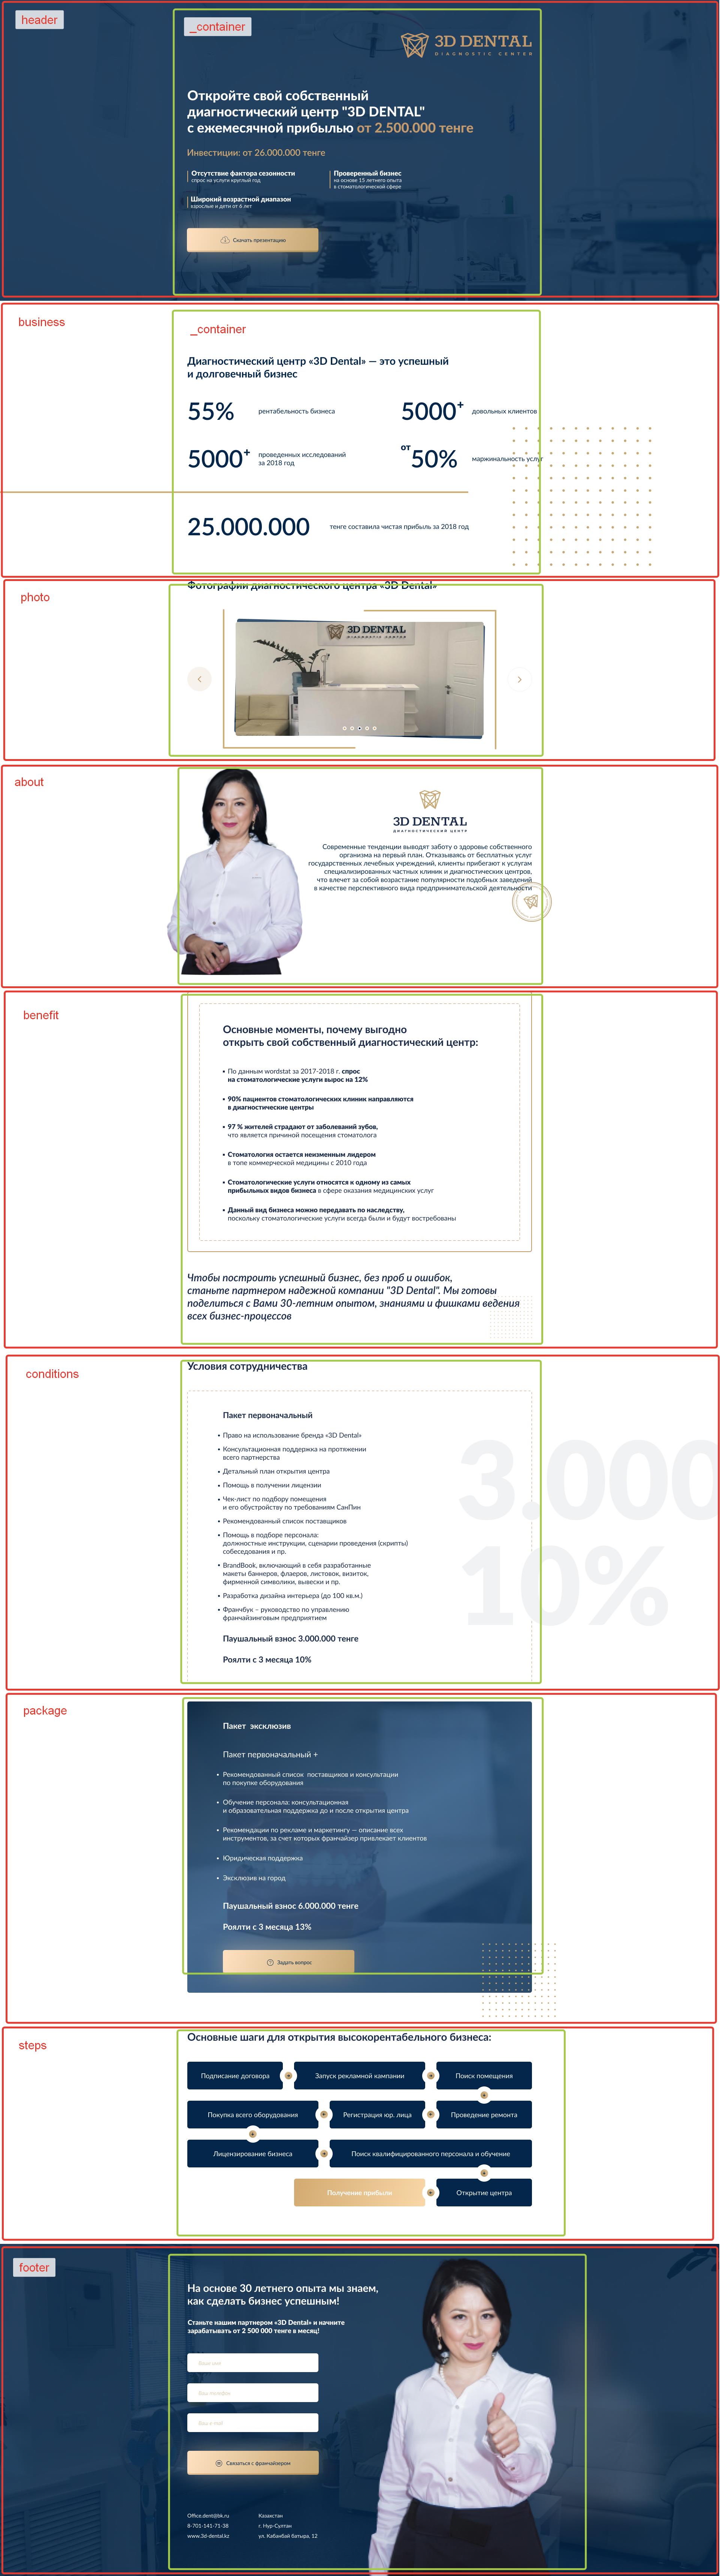 header
_container
3D DENTAL
DIAGNOSTIC CENTER
Откройте свой собственный
диагностический центр "3D DENTAL"
с ежемесячной прибылью от 2.500.000 тенге
Инвестиции: от 26.000.000 тенге
Отсутствие фактора сезонности
спрос на услуги круглый год
Проверенный бизнес
на основе 15 летнего опыта
в стоматологической сфере
Широкий возрастной диапазон
взрослые и дети от 6 лет
Скачать презентацию
business
_container
Диагностический центр «3D Dental» — это успешный
и долговечный бизнес
55%
рентабельность бизнеса
5000+
довольных клиентов
5000+
проведенных исследований
за 2018 год
от 50%
маржинальность услуг
25.000.000
тенге составила чистая прибыль за 2018 год
photo
Фотографии диагностического центра «3D Dental»
3D DENTAL
DIAGNOSTIC CENTER
about
3D DENTAL
ДИАГНОСТИЧЕСКИЙ ЦЕНТР
Современные тенденции выводят заботу о здоровье собственного
организма на первый план. Отказываясь от бесплатных услуг
государственных лечебных учреждений, клиенты прибегают к услугам
специализированных частных клиник и диагностических центров,
что влечет за собой возрастание популярности подобных заведений
в качестве перспективного вида предпринимательской деятельности
benefit
Основные моменты, почему выгодно
открыть свой собственный диагностический центр:
• По данным wordstat за 2017-2018 г. спрос
на стоматологические услуги вырос на 12%
• 90% пациентов стоматологических клиник направляются
в диагностические центры
• 97 % жителей страдают от заболеваний зубов,
что является причиной посещения стоматолога
• Стоматология остается неизменным лидером
в топе коммерческой медицины с 2010 года
• Стоматологические услуги относятся к одному из самых
прибыльных видов бизнеса в сфере оказания медицинских услуг
• Данный вид бизнеса можно передавать по наследству,
поскольку стоматологические услуги всегда были и будут востребованы
Чтобы построить успешный бизнес, без проб и ошибок,
станьте партнером надежной компании "3D Dental". Мы готовы
поделиться с Вами 30-летним опытом, знаниями и фишками ведения
всех бизнес-процессов
conditions
Условия сотрудничества
Пакет первоначальный
• Право на использование бренда «3D Dental»
• Консультационная поддержка на протяжении
всего партнерства
• Детальный план открытия центра
• Помощь в получении лицензии
• Чек-лист по подбору помещения
и его обустройству по требованиям СанПин
• Рекомендованный список поставщиков
• Помощь в подборе персонала:
должностные инструкции, сценарии проведения (скрипты)
собеседования и пр.
• BrandBook, включающий в себя разработанные
макеты баннеров, флаеров, листовок, визиток,
фирменной символики, вывески и пр.
• Разработка дизайна интерьера (до 100 кв.м.)
• Франчбук – руководство по управлению
франчайзинговым предприятием
Паушальный взнос 3.000.000 тенге
Роялти с 3 месяца 10%
3.000
10%
package
Пакет эксклюзив
Пакет первоначальный +
• Рекомендованный список поставщиков и консультации
по покупке оборудования
• Обучение персонала: консультационная
и образовательная поддержка до и после открытия центра
• Рекомендации по рекламе и маркетингу — описание всех
инструментов, за счет которых франчайзер привлекает клиентов
• Юридическая поддержка
• Эксклюзив на город
Паушальный взнос 6.000.000 тенге
Роялти с 3 месяца 13%
Задать вопрос
steps
Основные шаги для открытия высокорентабельного бизнеса:
Подписание договора
Запуск рекламной кампании
Поиск помещения
Покупка всего оборудования
Регистрация юр. лица
Проведение ремонта
Лицензирование бизнеса
Поиск квалифицированного персонала и обучение
Получение прибыли
Открытие центра
footer
На основе 30 летнего опыта мы знаем,
как сделать бизнес успешным!
Станьте нашим партнером «3D Dental» и начните
зарабатывать от 2 500 000 тенге в месяц!
Ваше имя
Ваш телефон
Ваш e-mail
Связаться с франчайзером
Office.dent@bk.ru
Казахстан
8-701-141-71-38
г. Нур-Султан
www.3d-dental.kz
ул. Кабанбай батыра, 12